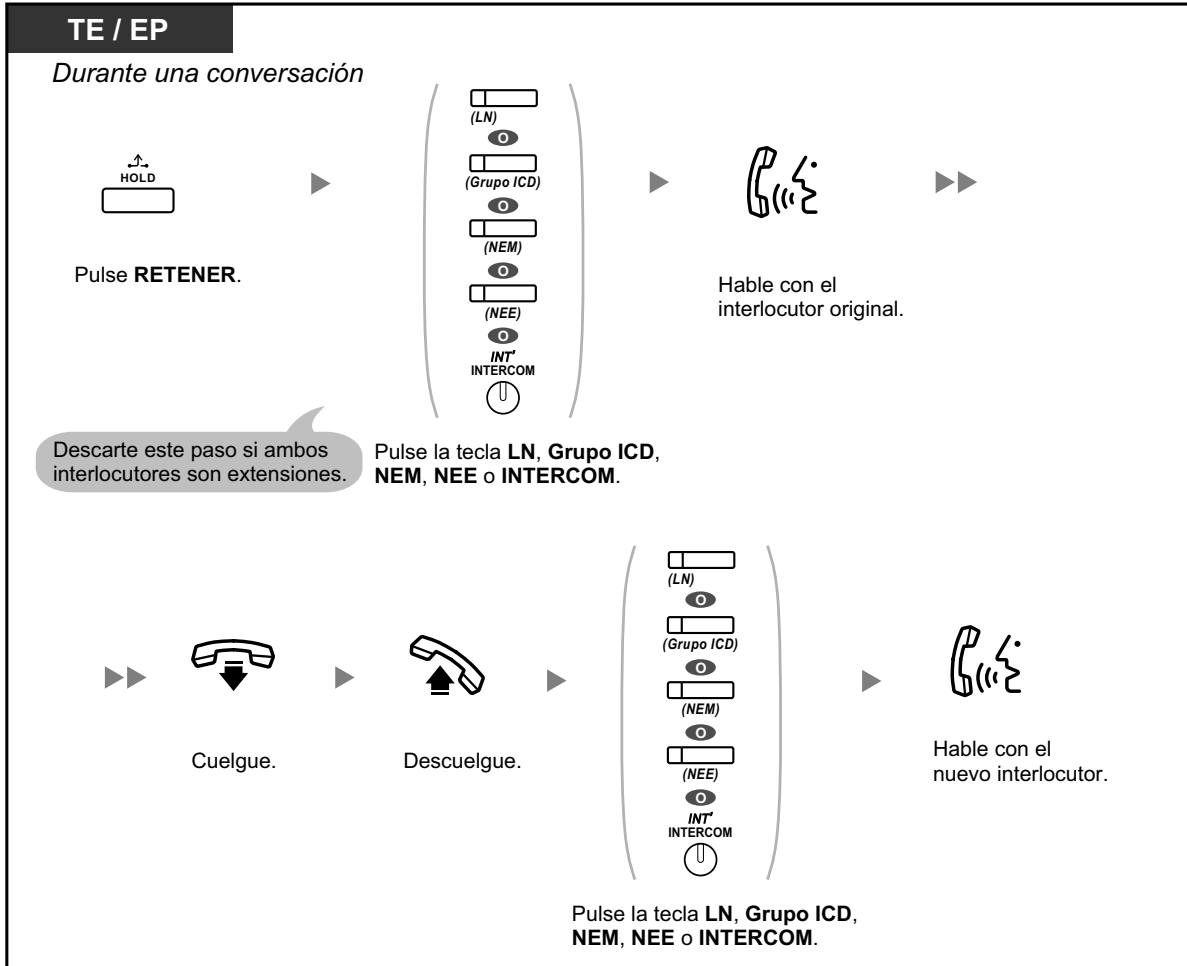 TE / EP
Durante una conversación
HOLD
Pulse RETENER.
Descarte este paso si ambos
interlocutores son extensiones.
(LN)
O
(Grupo ICD)
O
(NEM)
O
(NEE)
O
INT'
INTERCOM
Pulse la tecla LN, Grupo ICD,
NEM, NEE o INTERCOM.
Hable con el
interlocutor original.
Cuelgue.
Descuelgue.
(LN)
O
(Grupo ICD)
O
(NEM)
O
(NEE)
O
INT'
INTERCOM
Pulse la tecla LN, Grupo ICD,
NEM, NEE o INTERCOM.
Hable con el
nuevo interlocutor.